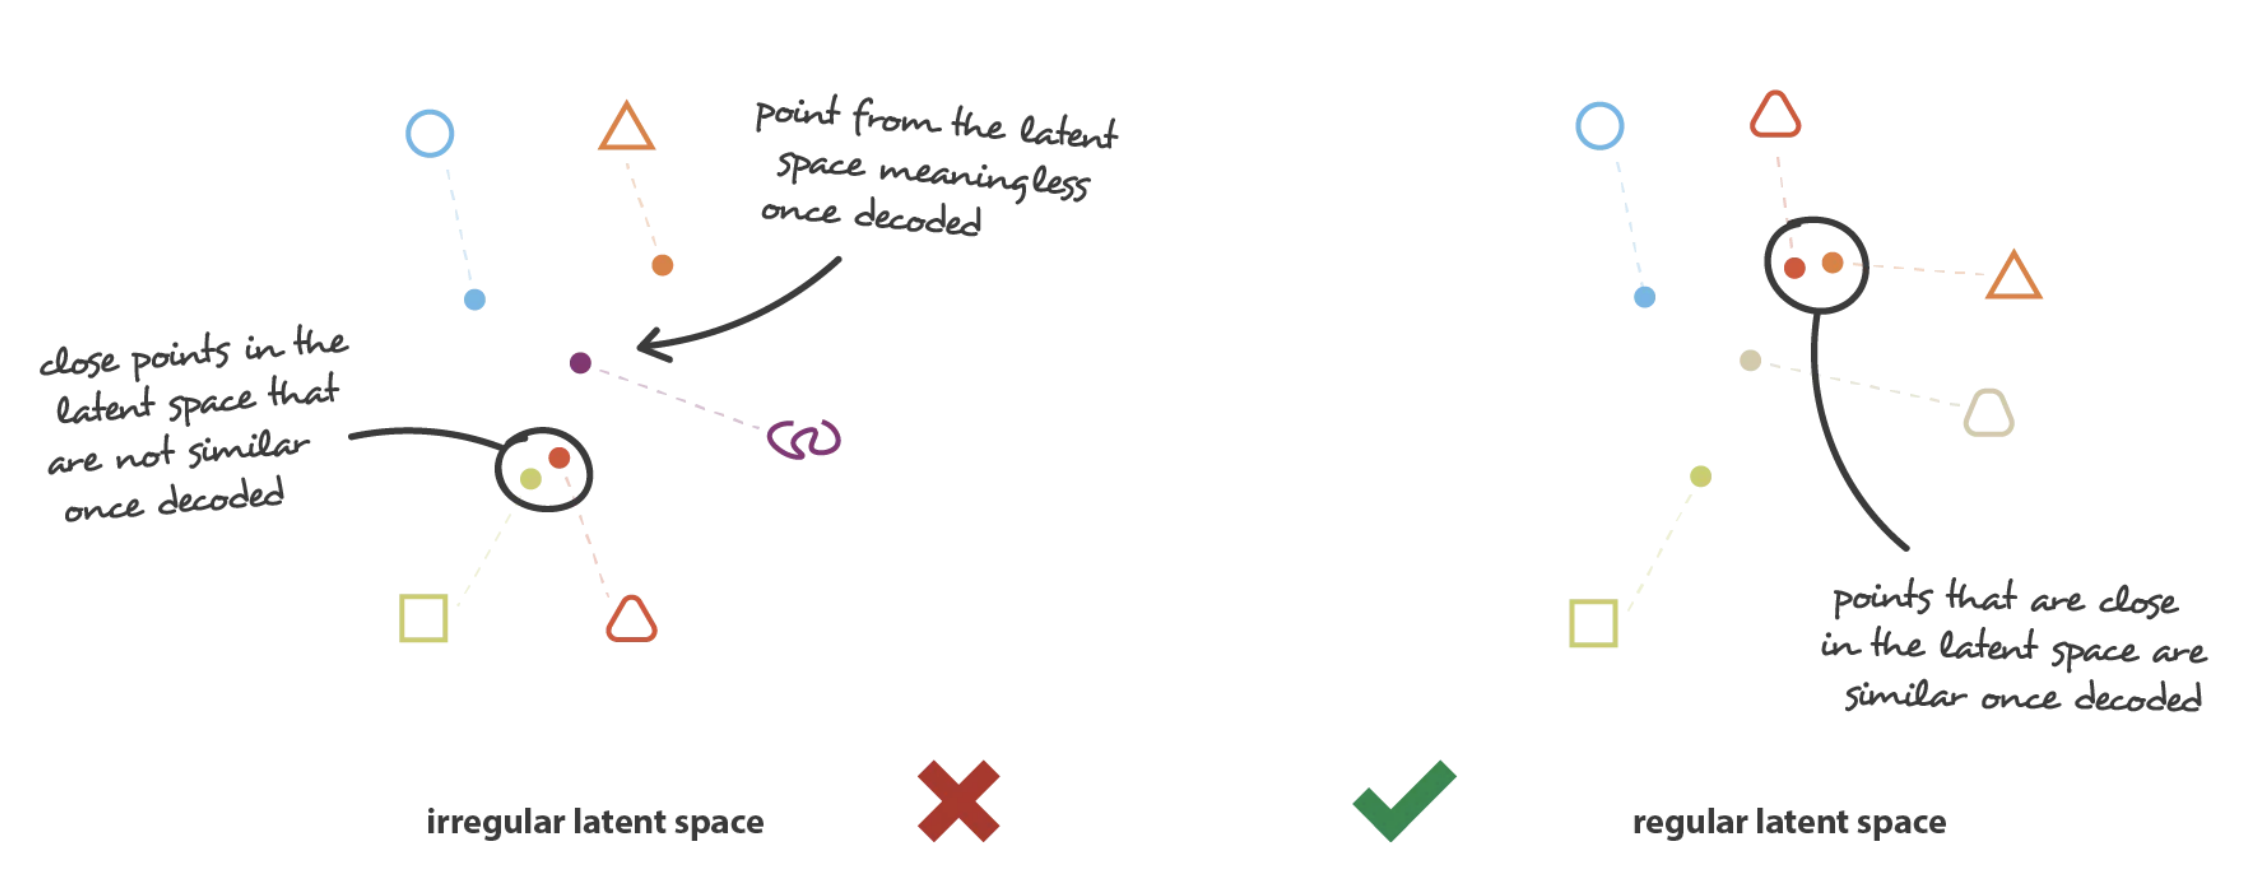 point from the latent
space meaningless
once decoded
close points in the
latent space that
are not similar
once decoded
points that are close
in the latent space are
similar once decoded
irregular latent space
regular latent space